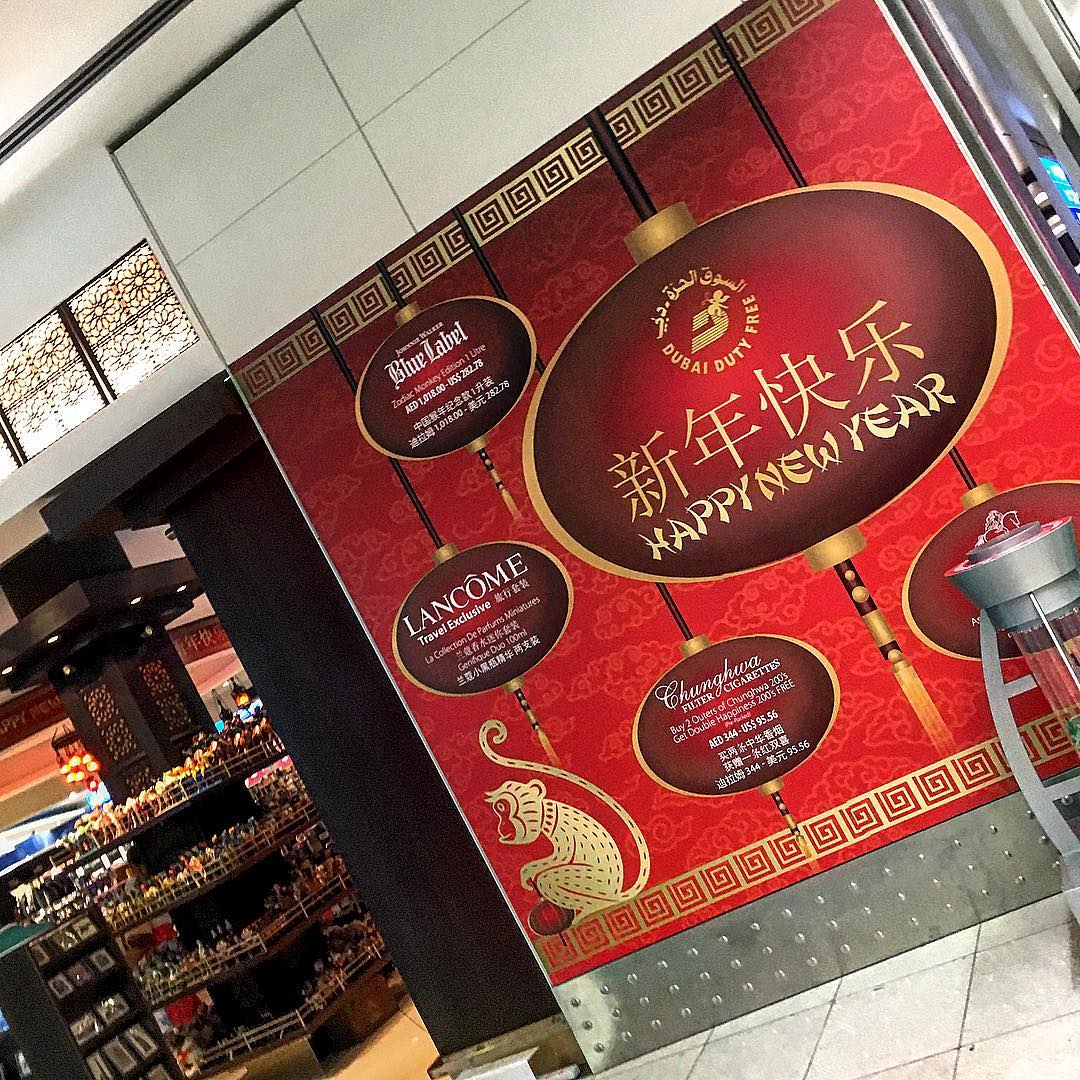 السوق الحرة - دبي
DUBAI DUTY FREE
新年快乐
HAPPY NEW YEAR
JOHNNIE WALKER
Blue Label
Zodiac Monkey Edition 1 Litre
AED 1,018.00 - US$ 282.78
中国猴年纪念款1升装
迪拉姆 1,018.00 - 美元 282.78
LANCÔME
Travel Exclusive 旅行套装
La Collection De Parfums Miniatures
兰蔻香水迷你套装
Genifique Duo 100ml
兰蔻小黑瓶精华两支装
Chunghwa
FILTER CIGARETTES
Buy 2 Outers of Chunghwa 200's
Get Double Happiness 200's FREE
(Pre-Packed)
AED 344 - US$ 95.56
买两条中华香烟
获赠一条红双喜
迪拉姆 344 - 美元 95.56